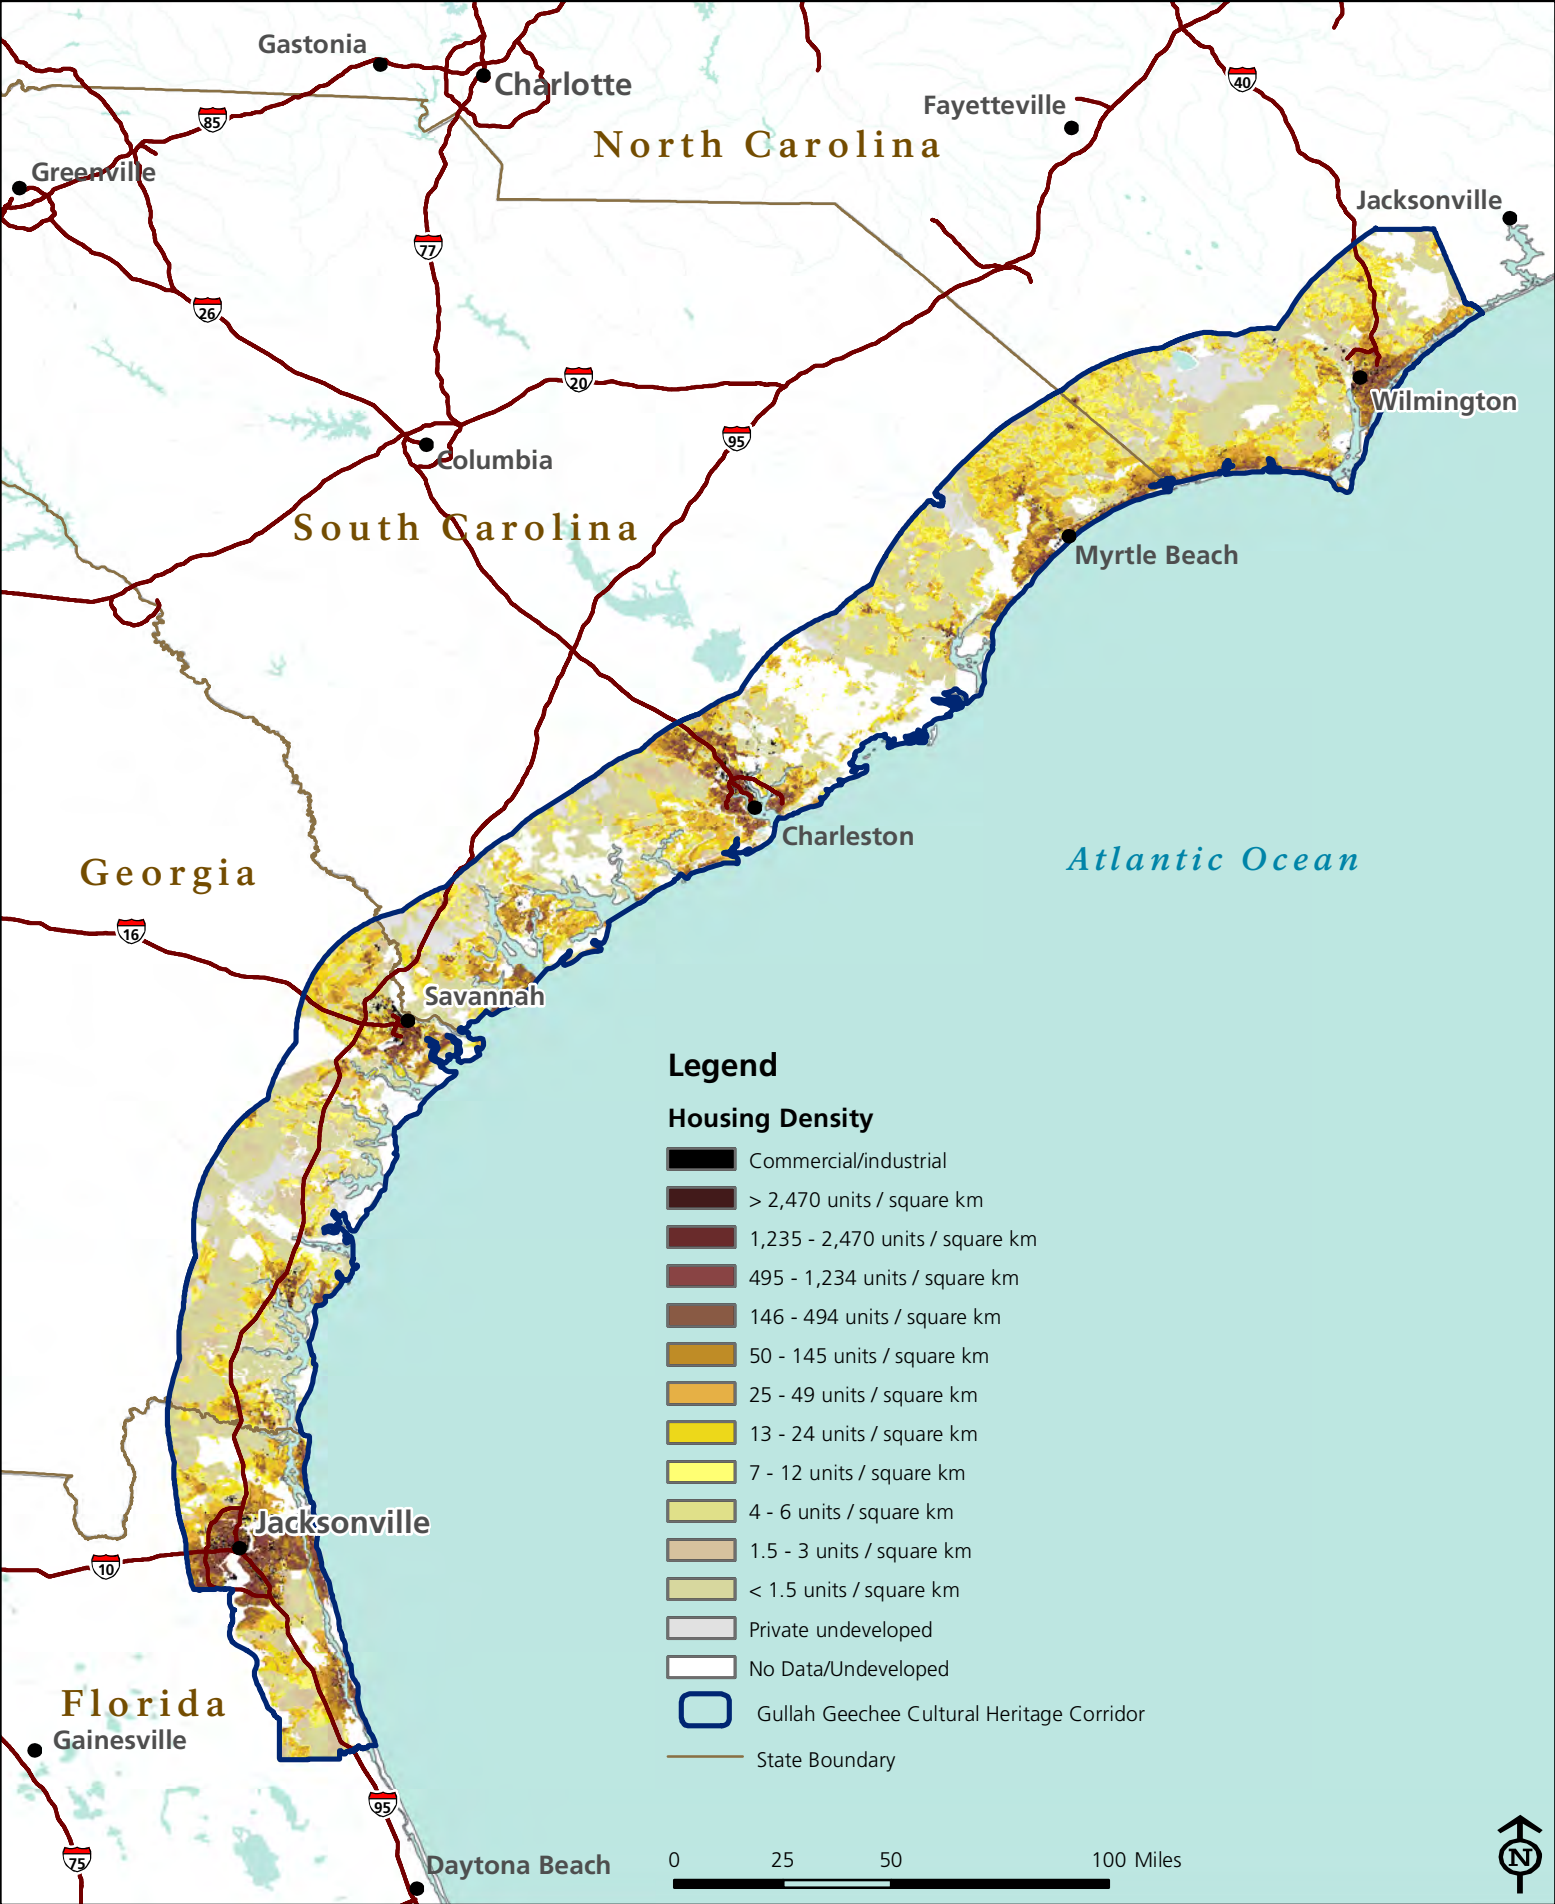 Gastonia
Charlotte
40
85
Fayetteville
North Carolina
Greenville
Jacksonville
77
26
20
Wilmington
95
Columbia
South Carolina
Myrtle Beach
Charleston
Atlantic Ocean
Georgia
16
Savannah
Legend
Housing Density
Commercial/industrial
> 2,470 units / square km
1,235 - 2,470 units / square km
495 - 1,234 units / square km
146 - 494 units / square km
50 - 145 units / square km
25 - 49 units / square km
13 - 24 units / square km
7 - 12 units / square km
4 - 6 units / square km
1.5 - 3 units / square km
< 1.5 units / square km
Private undeveloped
No Data/Undeveloped
Gullah Geechee Cultural Heritage Corridor
State Boundary
Jacksonville
10
Florida
Gainesville
95
75
Daytona Beach
0 25 50 100 Miles
N